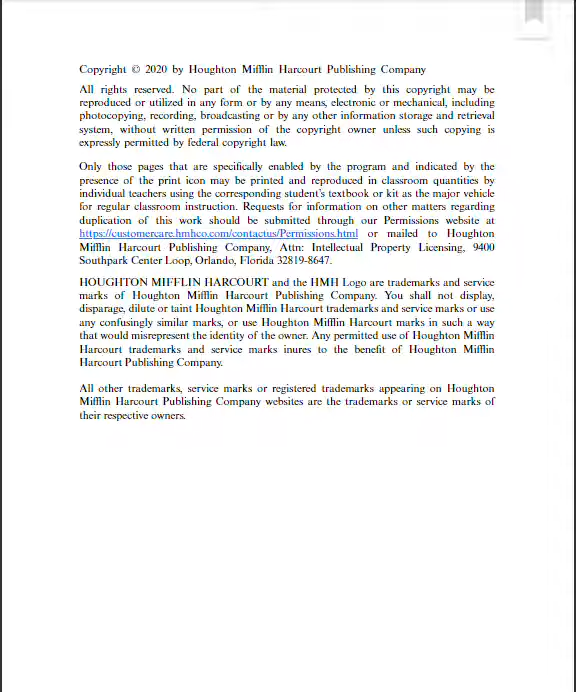 Copyright © 2020 by Houghton Mifflin Harcourt Publishing Company
All rights reserved. No part of the material protected by this copyright may be
reproduced or utilized in any form or by any means, electronic or mechanical, including
photocopying, recording, broadcasting or by any other information storage and retrieval
system, without written permission of the copyright owner unless such copying is
expressly permitted by federal copyright law.
Only those pages that are specifically enabled by the program and indicated by the
presence of the print icon may be printed and reproduced in classroom quantities by
individual teachers using the corresponding student's textbook or kit as the major vehicle
for regular classroom instruction. Requests for information on other matters regarding
duplication of this work should be submitted through our Permissions website at
https://customercare.hmhco.com/contactus/Permissions.html or mailed to Houghton
Mifflin Harcourt Publishing Company, Attn: Intellectual Property Licensing, 9400
Southpark Center Loop, Orlando, Florida 32819-8647.
HOUGHTON MIFFLIN HARCOURT and the HMH Logo are trademarks and service
marks of Houghton Mifflin Harcourt Publishing Company. You shall not display,
disparage, dilute or taint Houghton Mifflin Harcourt trademarks and service marks or use
any confusingly similar marks, or use Houghton Mifflin Harcourt marks in such a way
that would misrepresent the identity of the owner. Any permitted use of Houghton Mifflin
Harcourt trademarks and service marks inures to the benefit of Houghton Mifflin
Harcourt Publishing Company.
All other trademarks, service marks or registered trademarks appearing on Houghton
Mifflin Harcourt Publishing Company websites are the trademarks or service marks of
their respective owners.